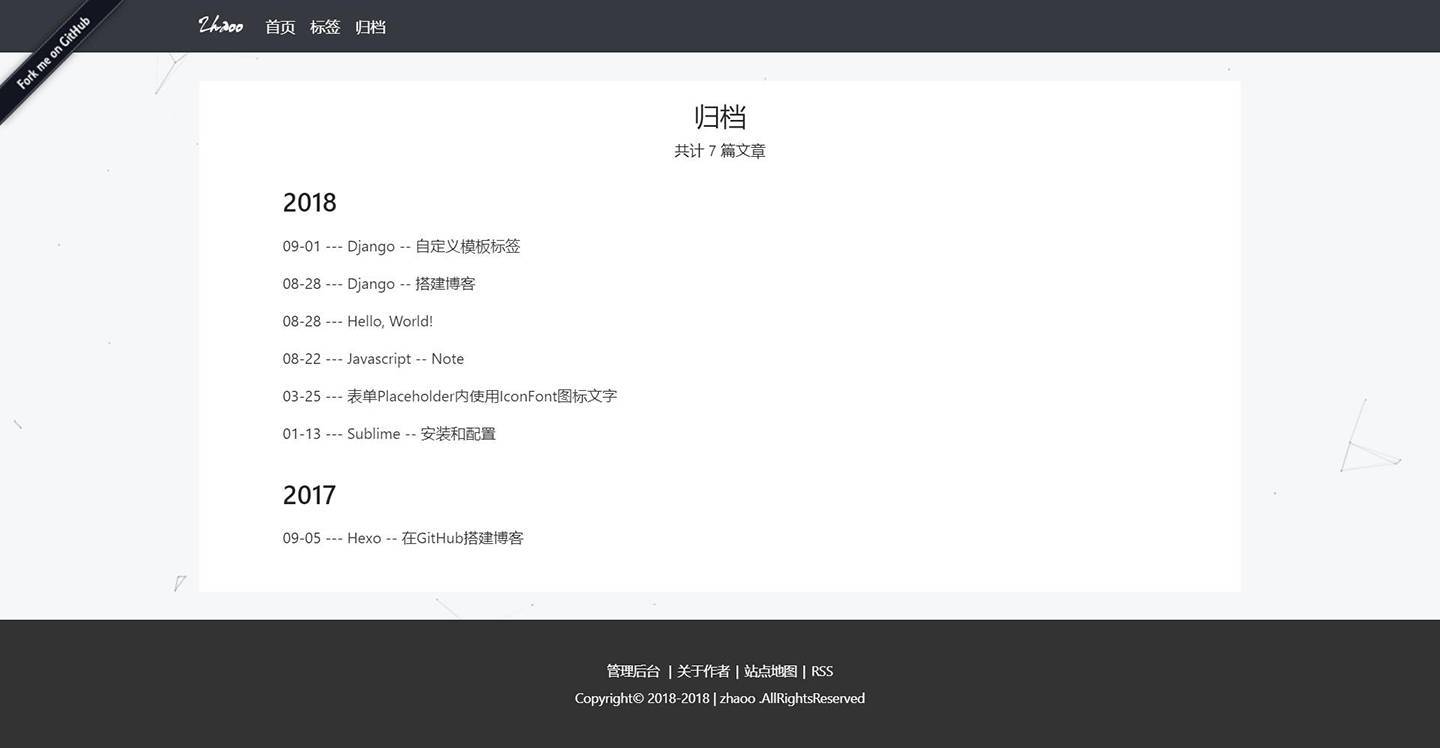 Fork me on GitHub
Zhaoo 首页 标签 归档
归档
共计 7 篇文章
2018
09-01 --- Django -- 自定义模板标签
08-28 --- Django -- 搭建博客
08-28 --- Hello, World!
08-22 --- Javascript -- Note
03-25 --- 表单Placeholder内使用IconFont图标文字
01-13 --- Sublime -- 安装和配置
2017
09-05 --- Hexo -- 在GitHub搭建博客
管理后台 | 关于作者 | 站点地图 | RSS
Copyright© 2018-2018 | zhaoo .AllRightsReserved